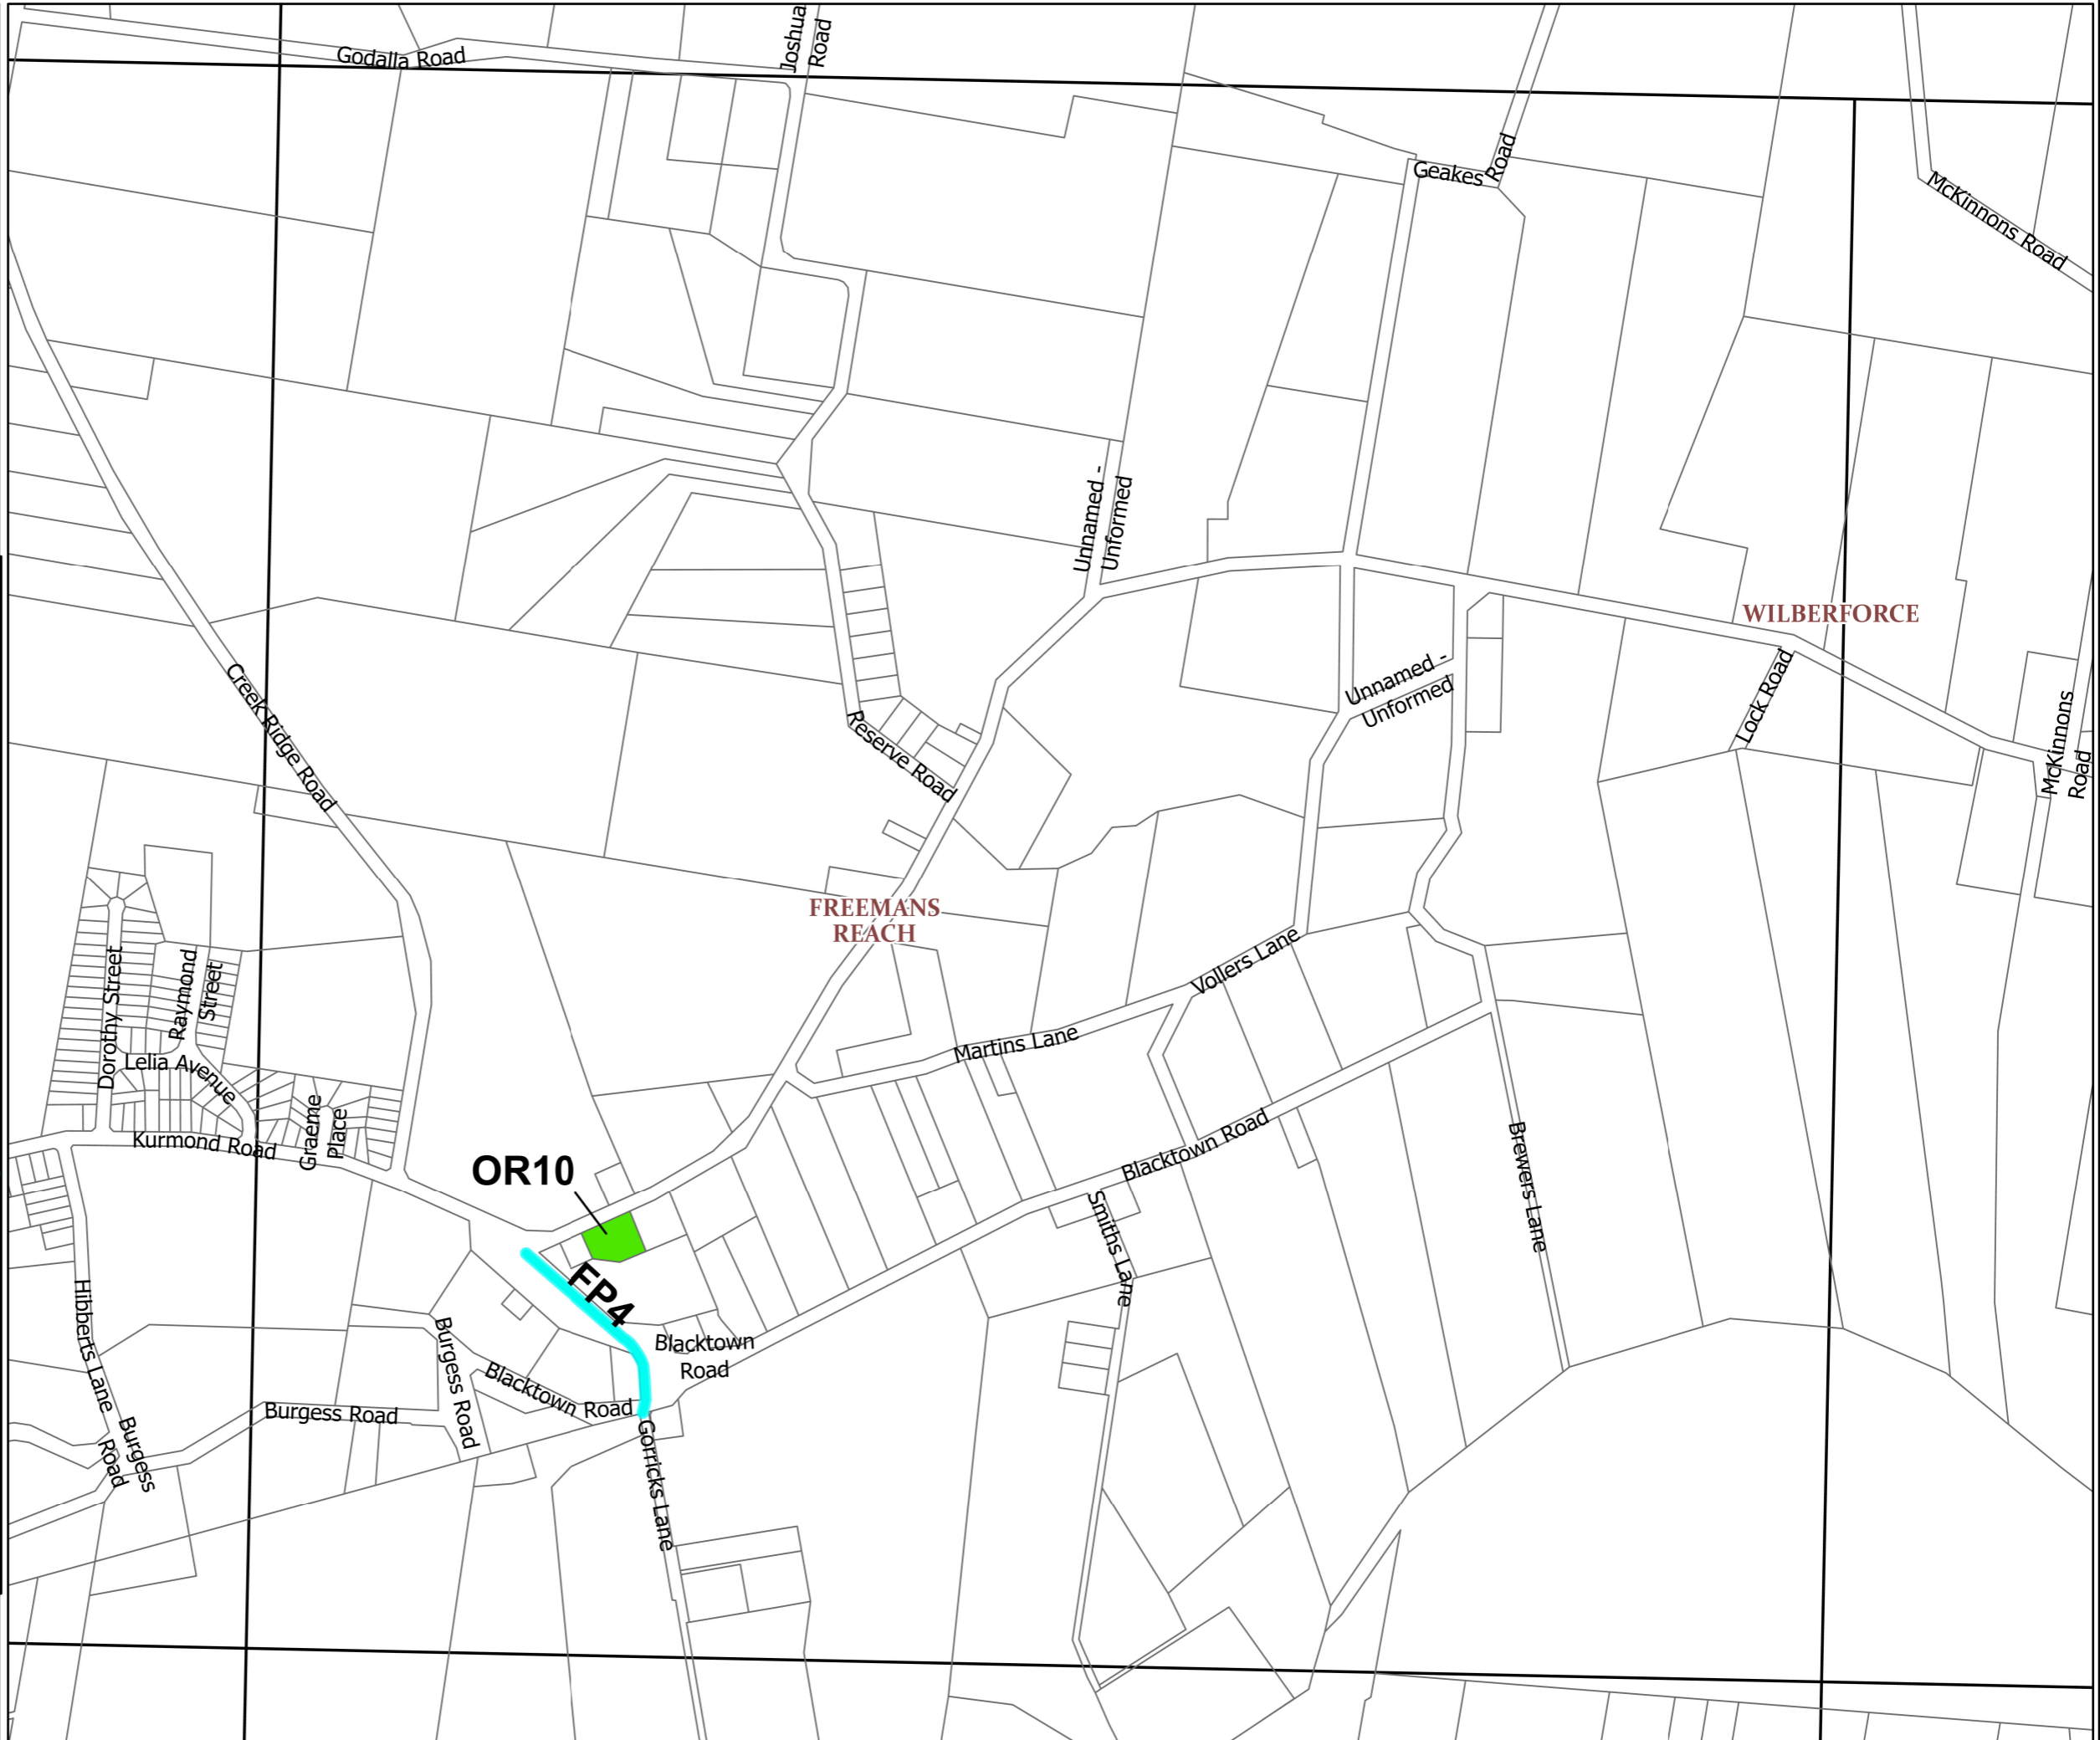 Joshua
Road
Godalla Road
Geakes Road
McKinnons Road
Unnamed -
Unformed
WILBERFORCE
Unnamed -
Unformed
Lock Road
McKinnons
Road
Creek Ridge Road
Reserve Road
FREEMANS
REACH
Vollers Lane
Dorothy Street
Raymond
Street
Martins Lane
Lelia Avenue
Graeme
Place
Kurmond Road
Blacktown Road
Brewers Lane
OR10
Smiths Lane
FP4
Hibberts Lane
Burgess Road
Blacktown
Road
Blacktown Road
Burgess Road
Burgess
Road
Gorricks Lane